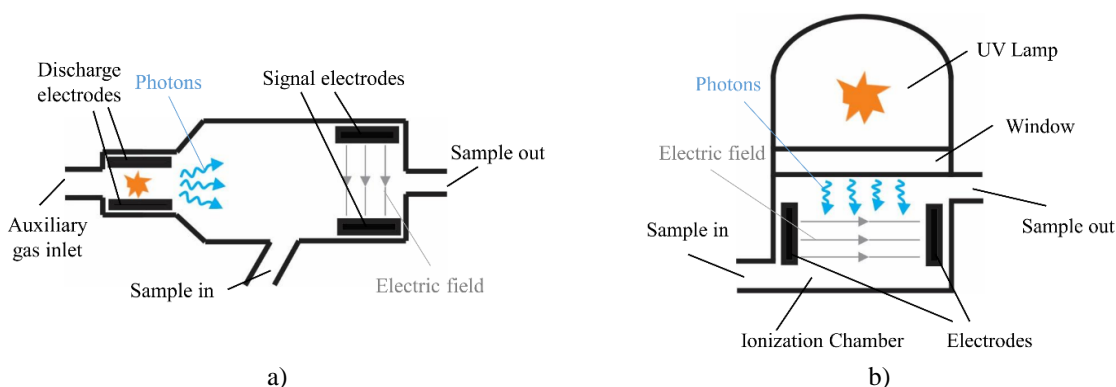 Discharge
electrodes
Photons
Signal electrodes
Sample out
Auxiliary
gas inlet
Sample in
Electric field
a)
UV Lamp
Photons
Window
Electric field
Sample in
Sample out
Ionization Chamber
Electrodes
b)